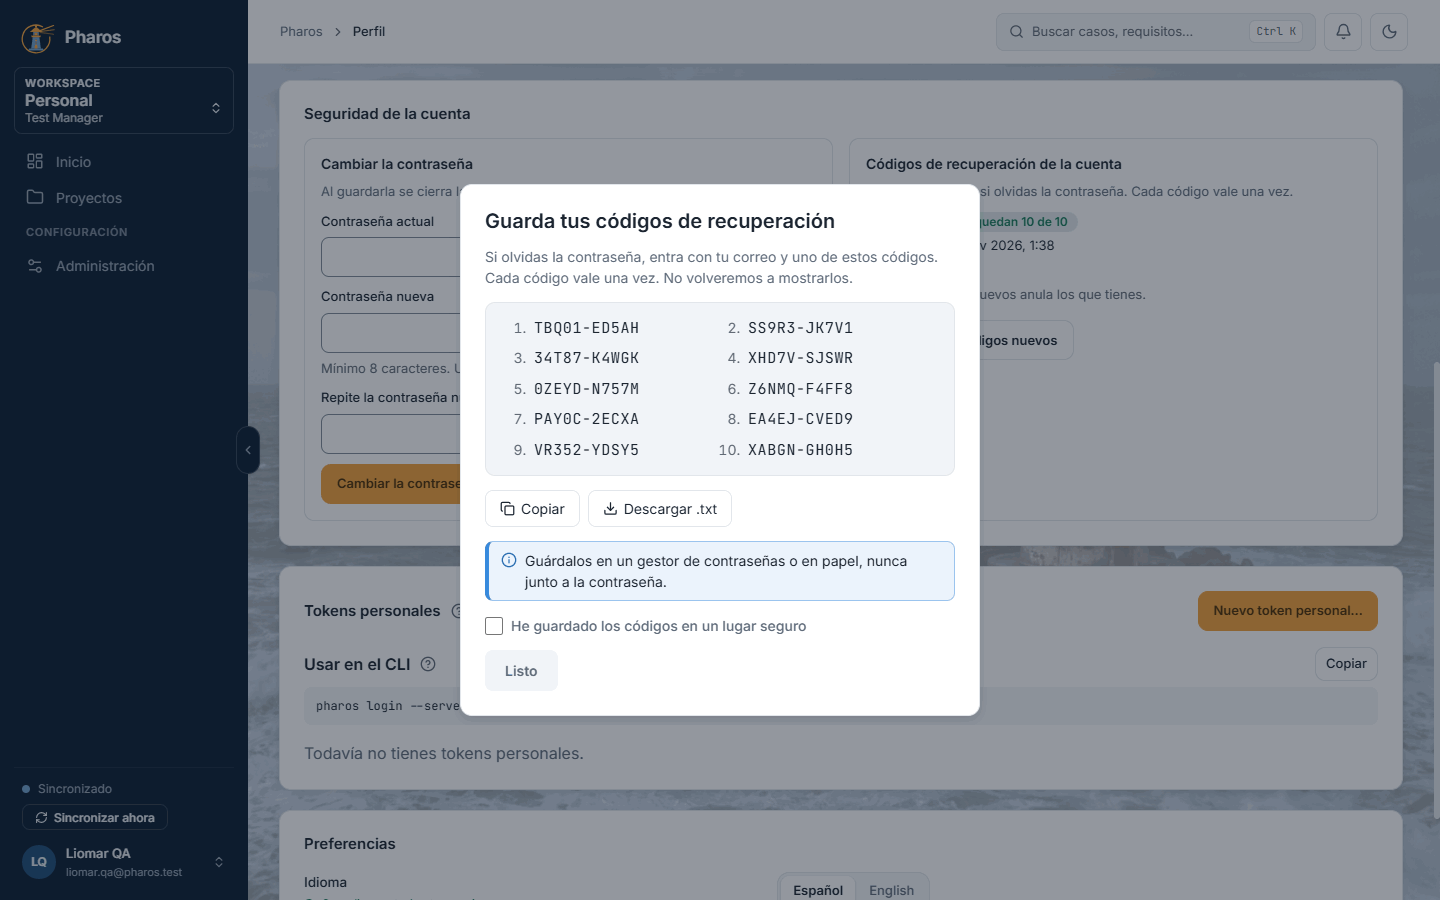 Pharos
WORKSPACE
Personal
Test Manager
Inicio
Proyectos
CONFIGURACIÓN
Administración
Sincronizado
Sincronizar ahora
LQ
Liomar QA
liomar.qa@pharos.test
Pharos > Perfil
Buscar casos, requisitos...
Ctrl K
Seguridad de la cuenta
Cambiar la contraseña
Al guardarla se cierra
Contraseña actual
Contraseña nueva
Mínimo 8 caracteres.
Repite la contraseña
Cambiar la
Códigos de recuperación de la cuenta
si olvidas la contraseña. Cada código vale una vez.
10 de 10
2026, 1:38
anula los que tienes.
nuevos
Guarda tus códigos de recuperación
Si olvidas la contraseña, entra con tu correo y uno de estos códigos.
Cada código vale una vez. No volveremos a mostrarlos.
1. TBQ01-ED5AH
2. SS9R3-JK7V1
3. 34T87-K4WGK
4. XHD7V-SJSWR
5. 0ZEYD-N757M
6. Z6NMQ-F4FF8
7. PAY0C-2ECXA
8. EA4EJ-CVED9
9. VR352-YDSY5
10. XABGN-GH0H5
Copiar
Descargar .txt
Guárdalos en un gestor de contraseñas o en papel, nunca
junto a la contraseña.
He guardado los códigos en un lugar seguro
Listo
Tokens personales
Nuevo token personal...
Usar en el CLI
Copiar
pharos login --serve
Todavía no tienes tokens personales.
Preferencias
Idioma
Español
English